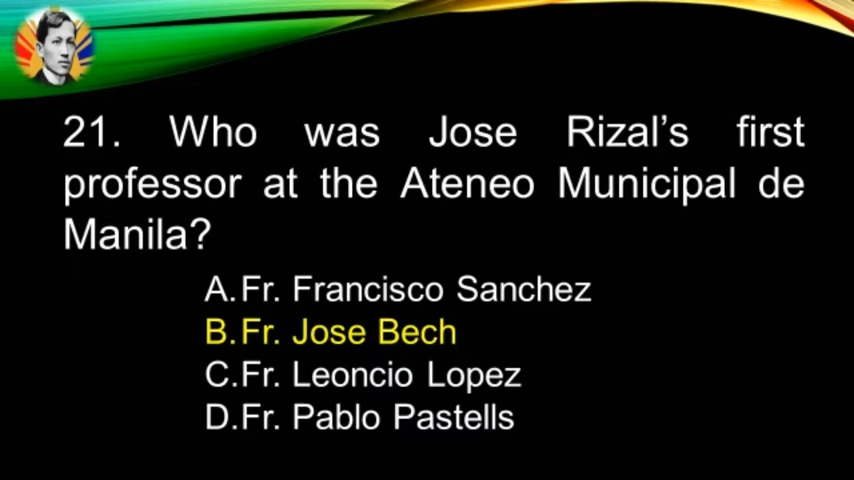 21. Who was Jose Rizal’s first
professor at the Ateneo Municipal de
Manila?
A.Fr. Francisco Sanchez
B.Fr. Jose Bech
C.Fr. Leoncio Lopez
D.Fr. Pablo Pastells